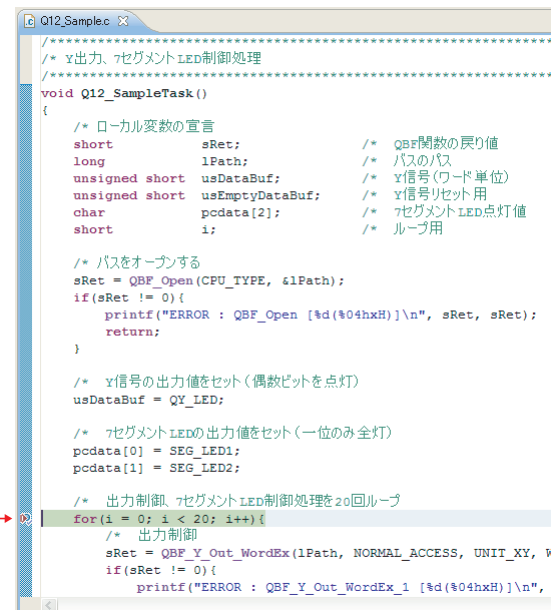 Q12_Sample.c
/************************************************************
/* Y出力、7セグメントLED制御処理
/************************************************************
void Q12_SampleTask()
{
/* ローカル変数の宣言
short sRet; /* QBF関数の戻り値
long lPath; /* バスのパス
unsigned short usDataBuf; /* Y信号(ワード単位)
unsigned short usEmptyDataBuf; /* Y信号リセット用
char pcdata[2]; /* 7セグメントLED点灯値
short i; /* ループ用
/* バスをオープンする
sRet = QBF_Open(CPU_TYPE, &lPath);
if(sRet != 0){
printf("ERROR : QBF_Open [%d(%04hxH)]\n", sRet, sRet);
return;
}
/* Y信号の出力値をセット(偶数ビットを点灯)
usDataBuf = QY_LED;
/* 7セグメントLEDの出力値をセット(一位のみ全灯)
pcdata[0] = SEG_LED1;
pcdata[1] = SEG_LED2;
/* 出力制御、7セグメントLED制御処理を20回ループ
for(i = 0; i < 20; i++){
/* 出力制御
sRet = QBF_Y_Out_WordEx(lPath, NORMAL_ACCESS, UNIT_XY, W
if(sRet != 0){
printf("ERROR : QBF_Y_Out_WordEx_1 [%d(%04hxH)]\n",